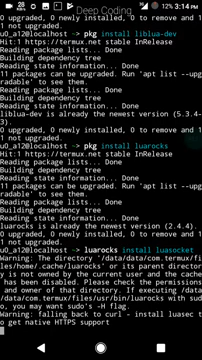 28
32% 3:14 PM
Deep Coding
0 upgraded, 0 newly installed, 0 to remove and 1
1 not upgraded.
u0_a12@localhost -> pkg install liblua-dev
Hit:1 https://termux.net stable InRelease
Reading package lists... Done
Building dependency tree
Reading state information... Done
11 packages can be upgraded. Run 'apt list --upg
radable' to see them.
Reading package lists... Done
Building dependency tree
Reading state information... Done
liblua-dev is already the newest version (5.3.4-
3).
0 upgraded, 0 newly installed, 0 to remove and 1
1 not upgraded.
u0_a12@localhost -> pkg install luarocks
Hit:1 https://termux.net stable InRelease
Reading package lists... Done
Building dependency tree
Reading state information... Done
11 packages can be upgraded. Run 'apt list --upg
radable' to see them.
Reading package lists... Done
Building dependency tree
Reading state information... Done
luarocks is already the newest version (2.4.4).
0 upgraded, 0 newly installed, 0 to remove and 1
1 not upgraded.
u0_a12@localhost -> luarocks install luasocket
Warning: The directory '/data/data/com.termux/fi
les/home/.cache/luarocks' or its parent director
y is not owned by the current user and the cache
has been disabled. Please check the permissions
and owner of that directory. If executing /data
/data/com.termux/files/usr/bin/luarocks with sud
o, you may want sudo's -H flag.
Warning: falling back to curl - install luasec t
o get native HTTPS support